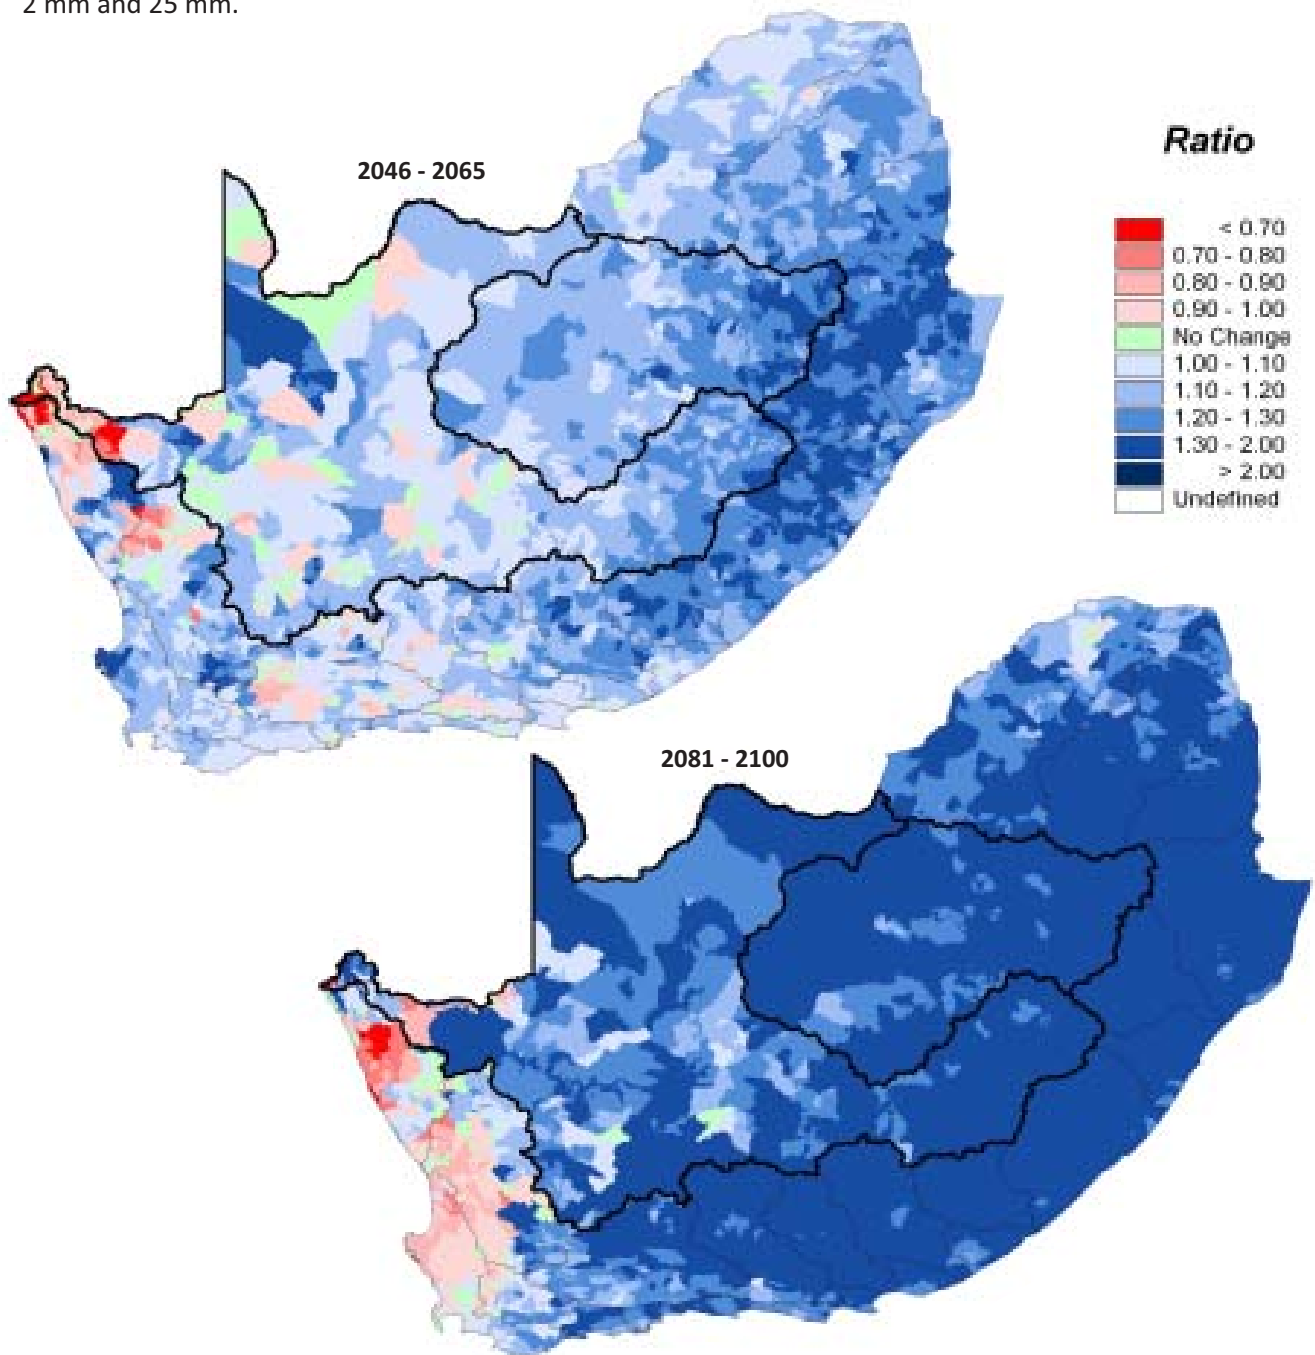 2 mm and 25 mm.
2046 - 2065
Ratio
< 0.70
0.70 - 0.80
0.80 - 0.90
0.90 - 1.00
No Change
1.00 - 1.10
1.10 - 1.20
1.20 - 1.30
1.30 - 2.00
> 2.00
Undefined
2081 - 2100